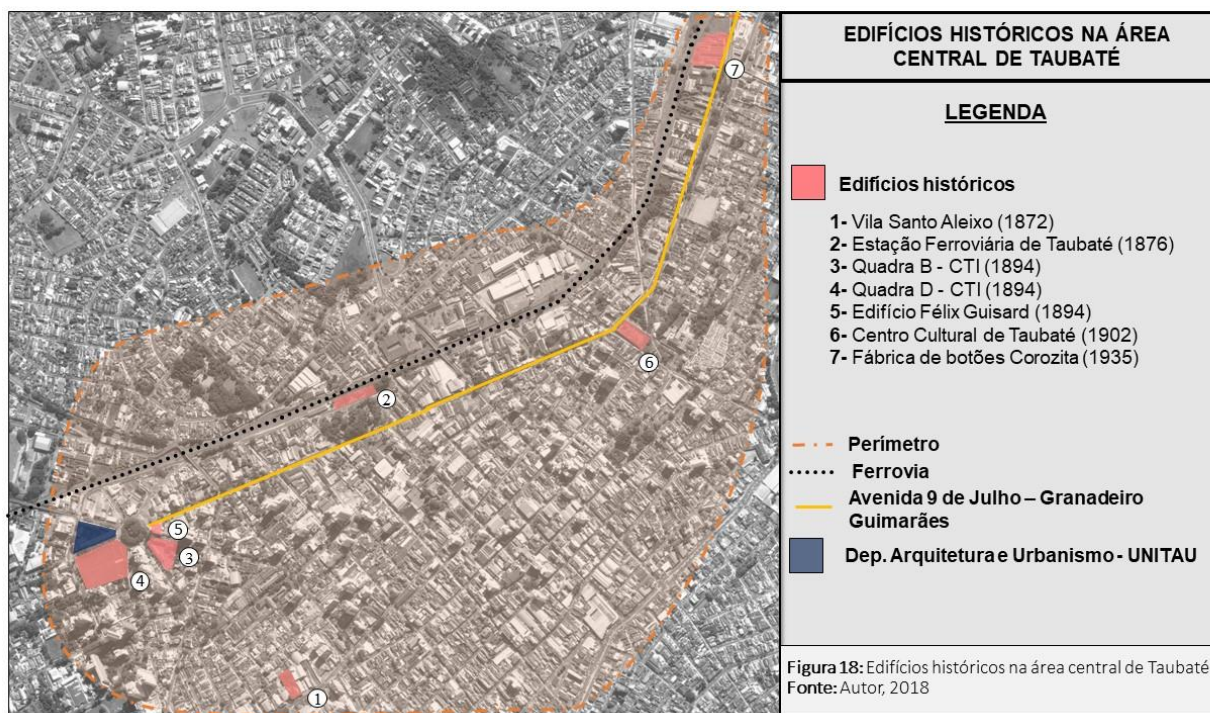 EDIFÍCIOS HISTÓRICOS NA ÁREA
CENTRAL DE TAUBATÉ
LEGENDA
Edifícios históricos
1- Vila Santo Aleixo (1872)
2- Estação Ferroviária de Taubaté (1876)
3- Quadra B - CTI (1894)
4- Quadra D - CTI (1894)
5- Edifício Félix Guisard (1894)
6- Centro Cultural de Taubaté (1902)
7- Fábrica de botões Corozita (1935)
Perímetro
Ferrovia
Avenida 9 de Julho – Granadeiro
Guimarães
Dep. Arquitetura e Urbanismo - UNITAU
Figura 18: Edifícios históricos na área central de Taubaté
Fonte: Autor, 2018
7
6
2
5
3
4
1